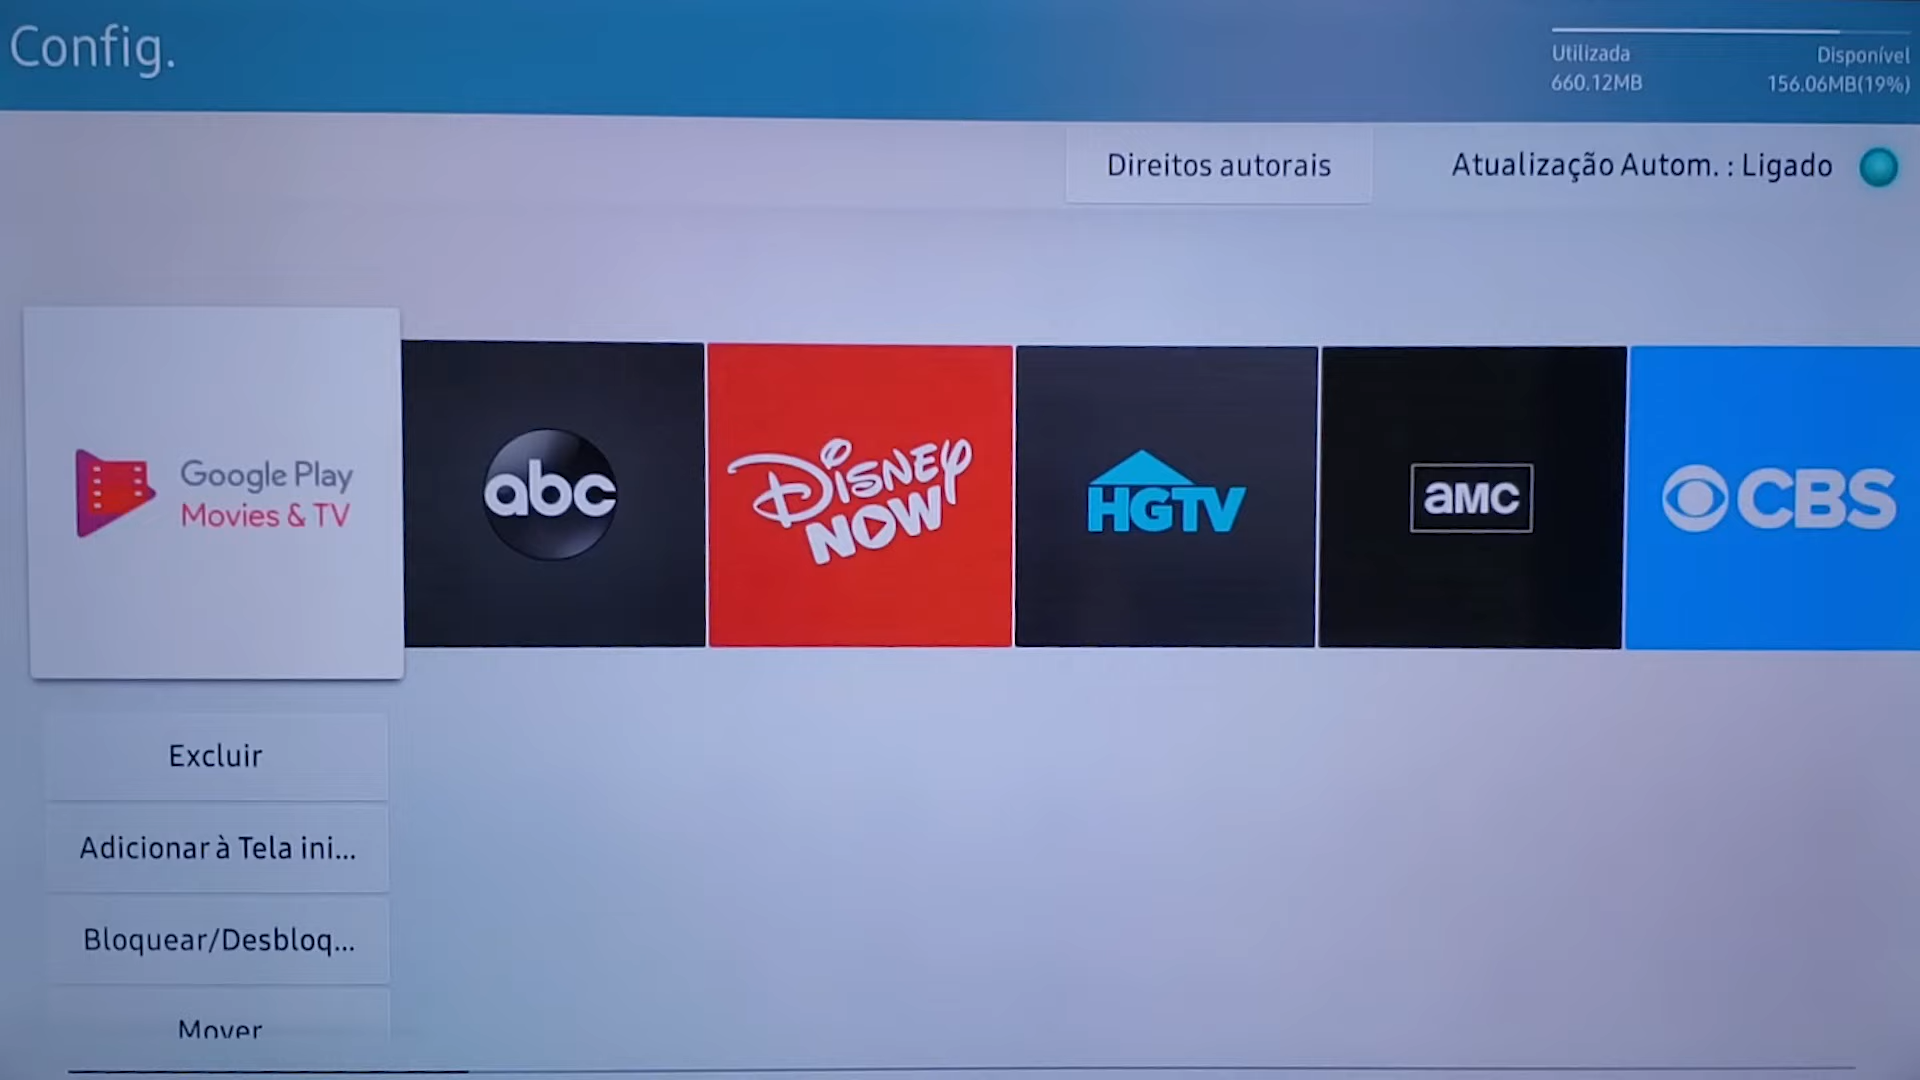 Config.
Utilizada
Disponível
660.12MB
156.06MB(19%)
Direitos autorais
Atualização Autom. : Ligado
Google Play
Movies & TV
abc
Disney
NOW
HGTV
aMC
CBS
Excluir
Adicionar à Tela ini...
Bloquear/Desbloq...
Mover